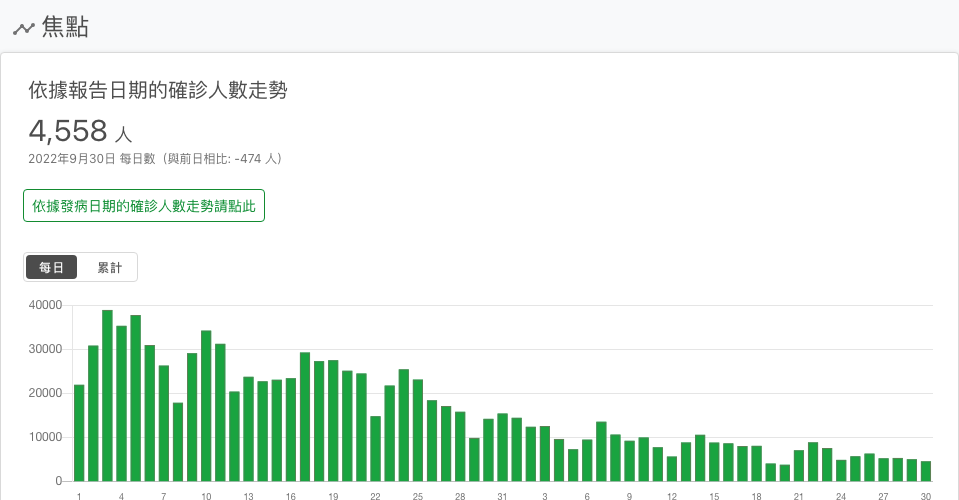 焦點
依據報告日期的確診人數走勢
4,558 人
2022年9月30日 每日數（與前日相比: -474 人）
依據發病日期的確診人數走勢請點此
每日 累計
40000
30000
20000
10000
0
1 4 7 10 13 16 19 22 25 28 31 3 6 9 12 15 18 21 24 27 30